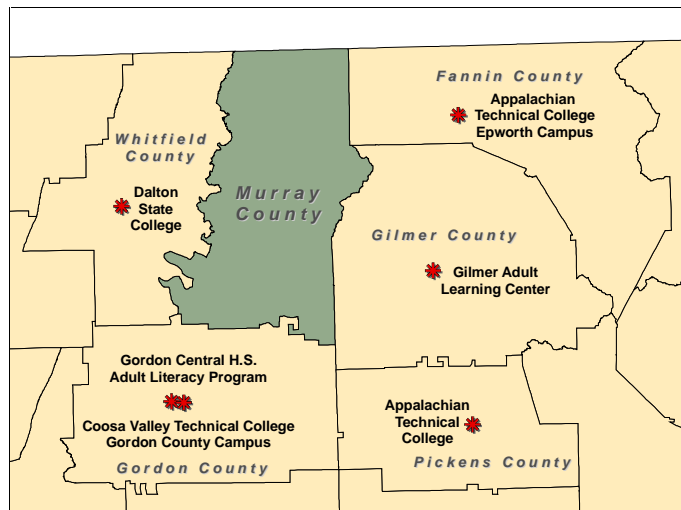 Fannin County
Appalachian
Technical College
Epworth Campus
Whitfield
County
Dalton
State
College
Murray
County
Gilmer County
Gilmer Adult
Learning Center
Gordon Central H.S.
Adult Literacy Program
Coosa Valley Technical College
Gordon County Campus
Gordon County
Appalachian
Technical
College
Pickens County